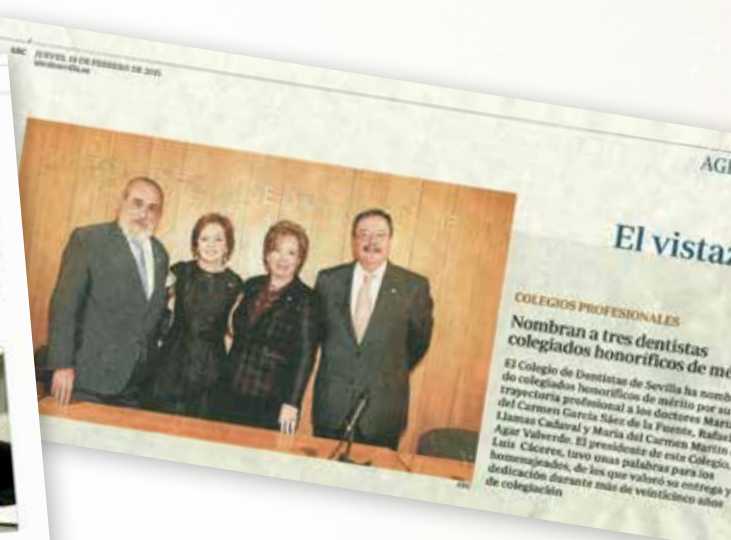 ABC JUEVES, 19 DE FEBRERO DE 2015
AGE
El vistaz
COLEGIOS PROFESIONALES
Nombran a tres dentistas
colegiados honoríficos de mé
El Colegio de Dentistas de Sevilla ha nomb
do colegiados honoríficos de mérito por su
trayectoria profesional a los doctores María
del Carmen García Sáez de la Fuente, Rafael
Llamas Cadaval y María del Carmen Martín
Agar Valverde. El presidente de este Colegio,
Luis Cáceres, tuvo unas palabras para los
homenajeados, de los que valoró su entrega y
dedicación durante más de veinticinco años
de colegiación